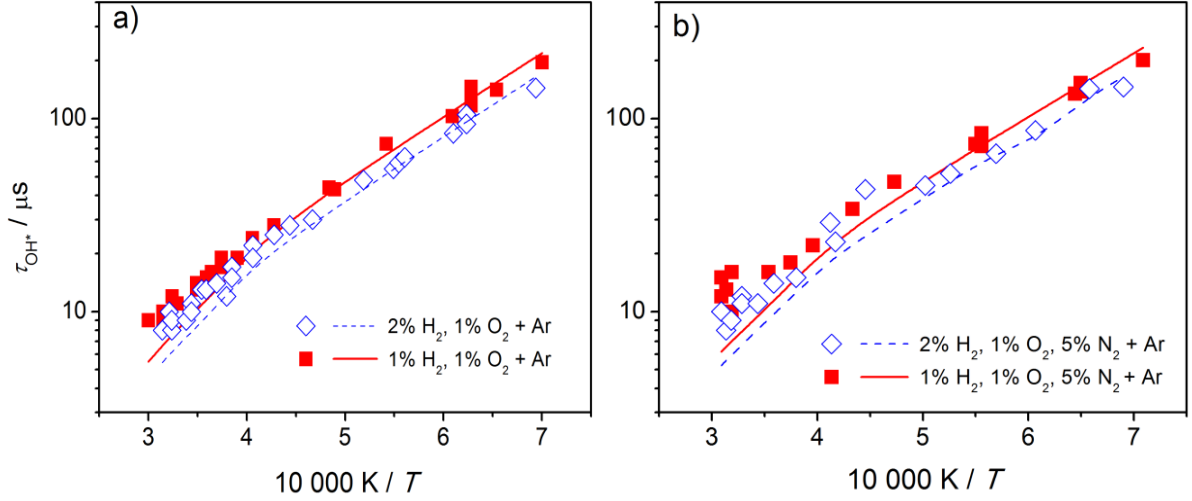 a)
100
10
τOH* / μs
2% H₂, 1% O₂ + Ar
1% H₂, 1% O₂ + Ar
3 4 5 6 7
10 000 K / T
b)
100
10
2% H₂, 1% O₂, 5% N₂ + Ar
1% H₂, 1% O₂, 5% N₂ + Ar
3 4 5 6 7
10 000 K / T